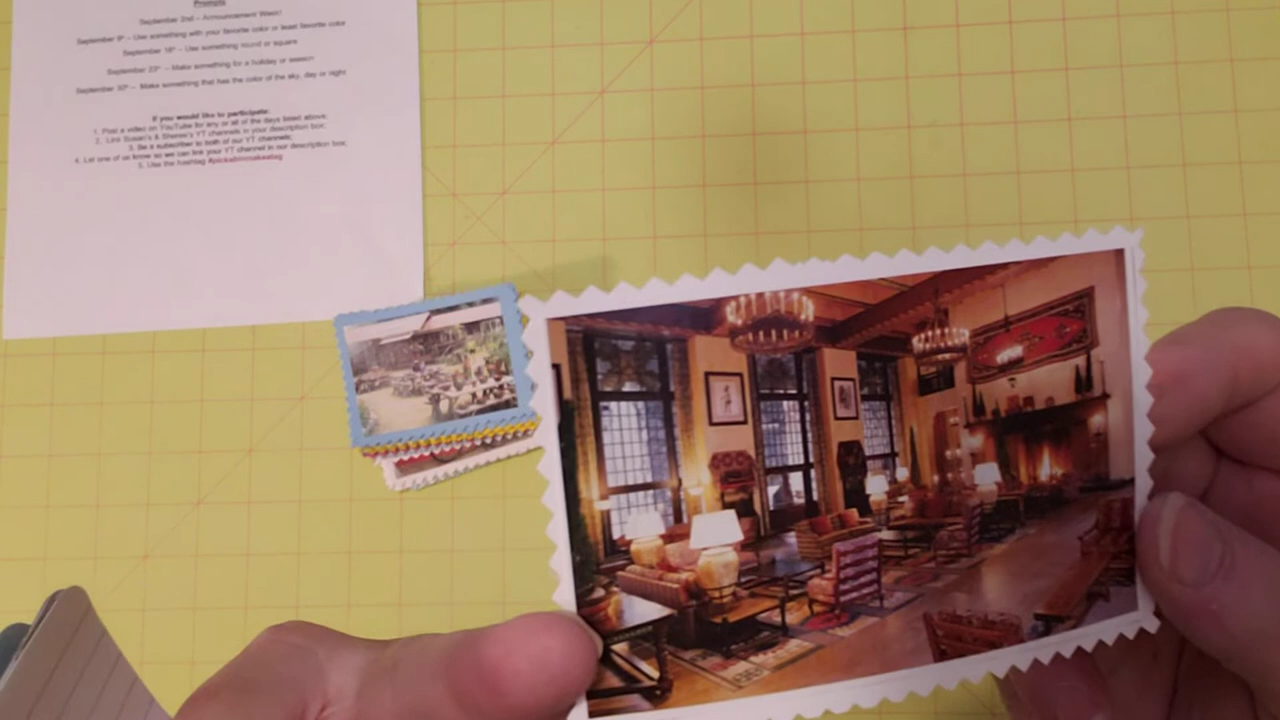 Prompts
September 2nd – Announcement Week!
September 9th – Use something with your favorite color or least favorite color
September 16th – Use something round or square
September 23rd – Make something for a holiday or season
September 30th – Make something that has the color of the sky, day or night
If you would like to participate:
1. Post a video on YouTube for any or all of the days listed above;
2. Link Susan's & Sheree's YT channels in your description box;
3. Be a subscriber to both of our YT channels;
4. Let one of us know so we can link your YT channel in our description box;
5. Use the hashtag